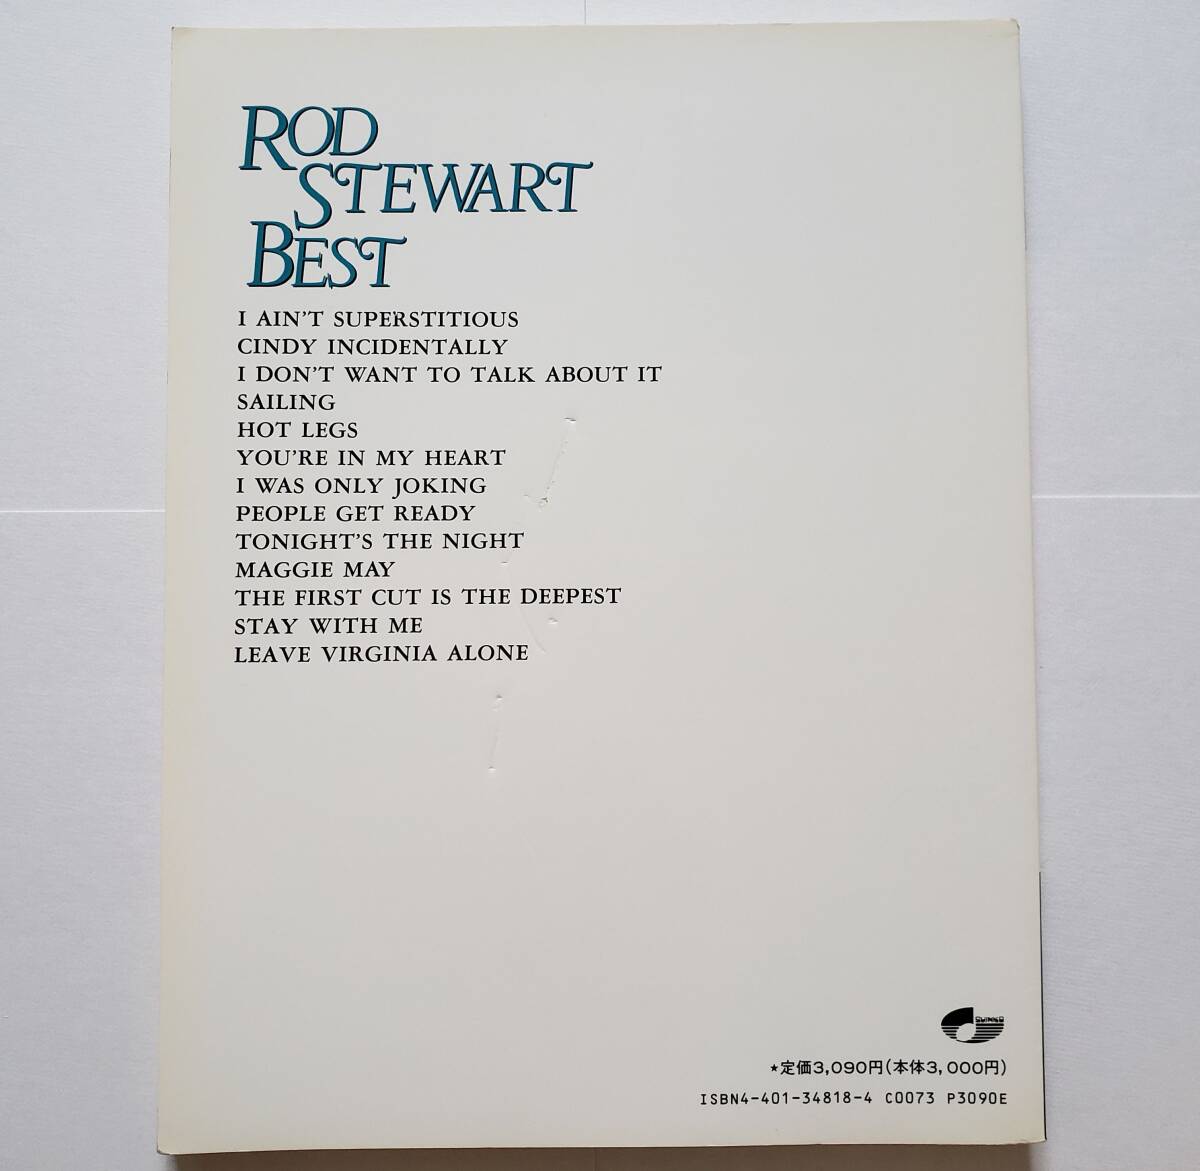 ROD
STEWART
BEST
I AIN'T SUPERSTITIOUS
CINDY INCIDENTALLY
I DON'T WANT TO TALK ABOUT IT
SAILING
HOT LEGS
YOU'RE IN MY HEART
I WAS ONLY JOKING
PEOPLE GET READY
TONIGHT'S THE NIGHT
MAGGIE MAY
THE FIRST CUT IS THE DEEPEST
STAY WITH ME
LEAVE VIRGINIA ALONE
★定価3,090円(本体3,000円)
ISBN4-401-34818-4 C0073 P3090E